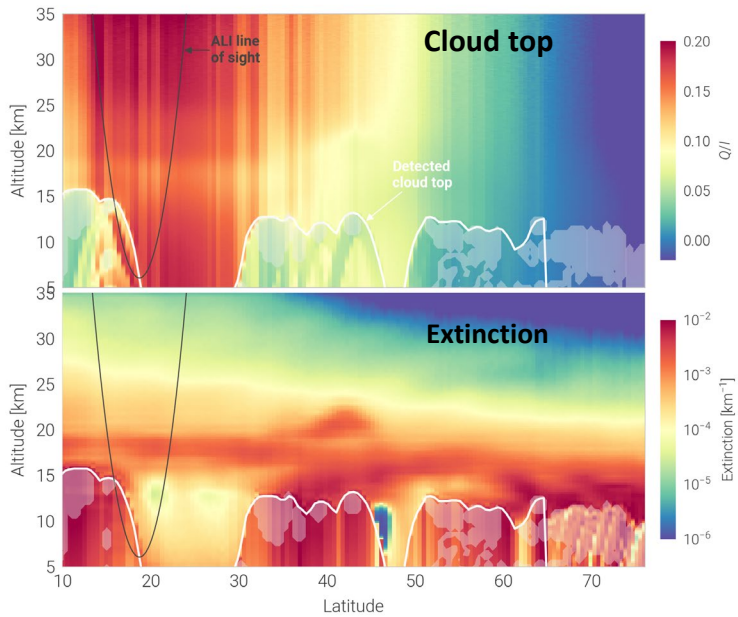 Cloud top
ALI line
of sight
Detected
cloud top
Altitude [km]
35
30
25
20
15
10
5
0.20
0.15
0.10
0.05
0.00
Q/I
Extinction
Altitude [km]
35
30
25
20
15
10
5
10
20
30
40
50
60
70
Latitude
10⁻²
10⁻³
10⁻⁴
10⁻⁵
10⁻⁶
Extinction [km⁻¹]